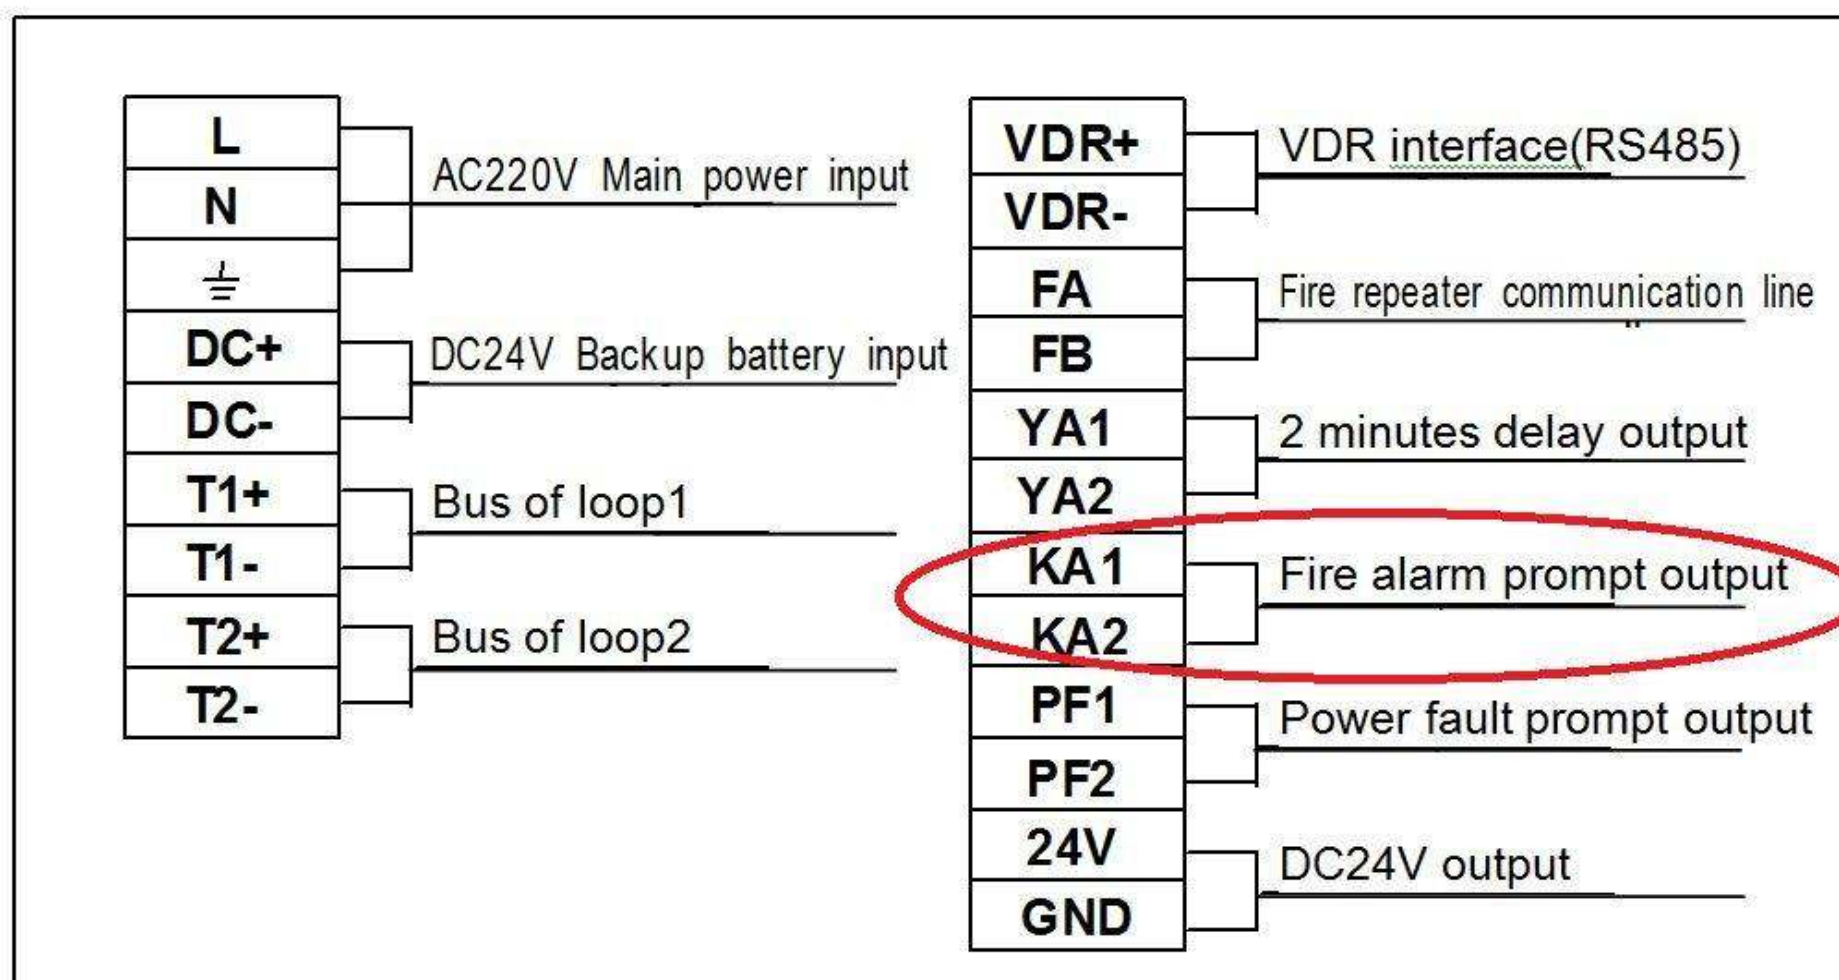 L
N
AC220V Main power input
DC+
DC-
DC24V Backup battery input
T1+
T1-
Bus of loop1
T2+
T2-
Bus of loop2
VDR+
VDR-
VDR interface(RS485)
FA
FB
Fire repeater communication line
YA1
YA2
2 minutes delay output
KA1
KA2
Fire alarm prompt output
PF1
PF2
Power fault prompt output
24V
GND
DC24V output